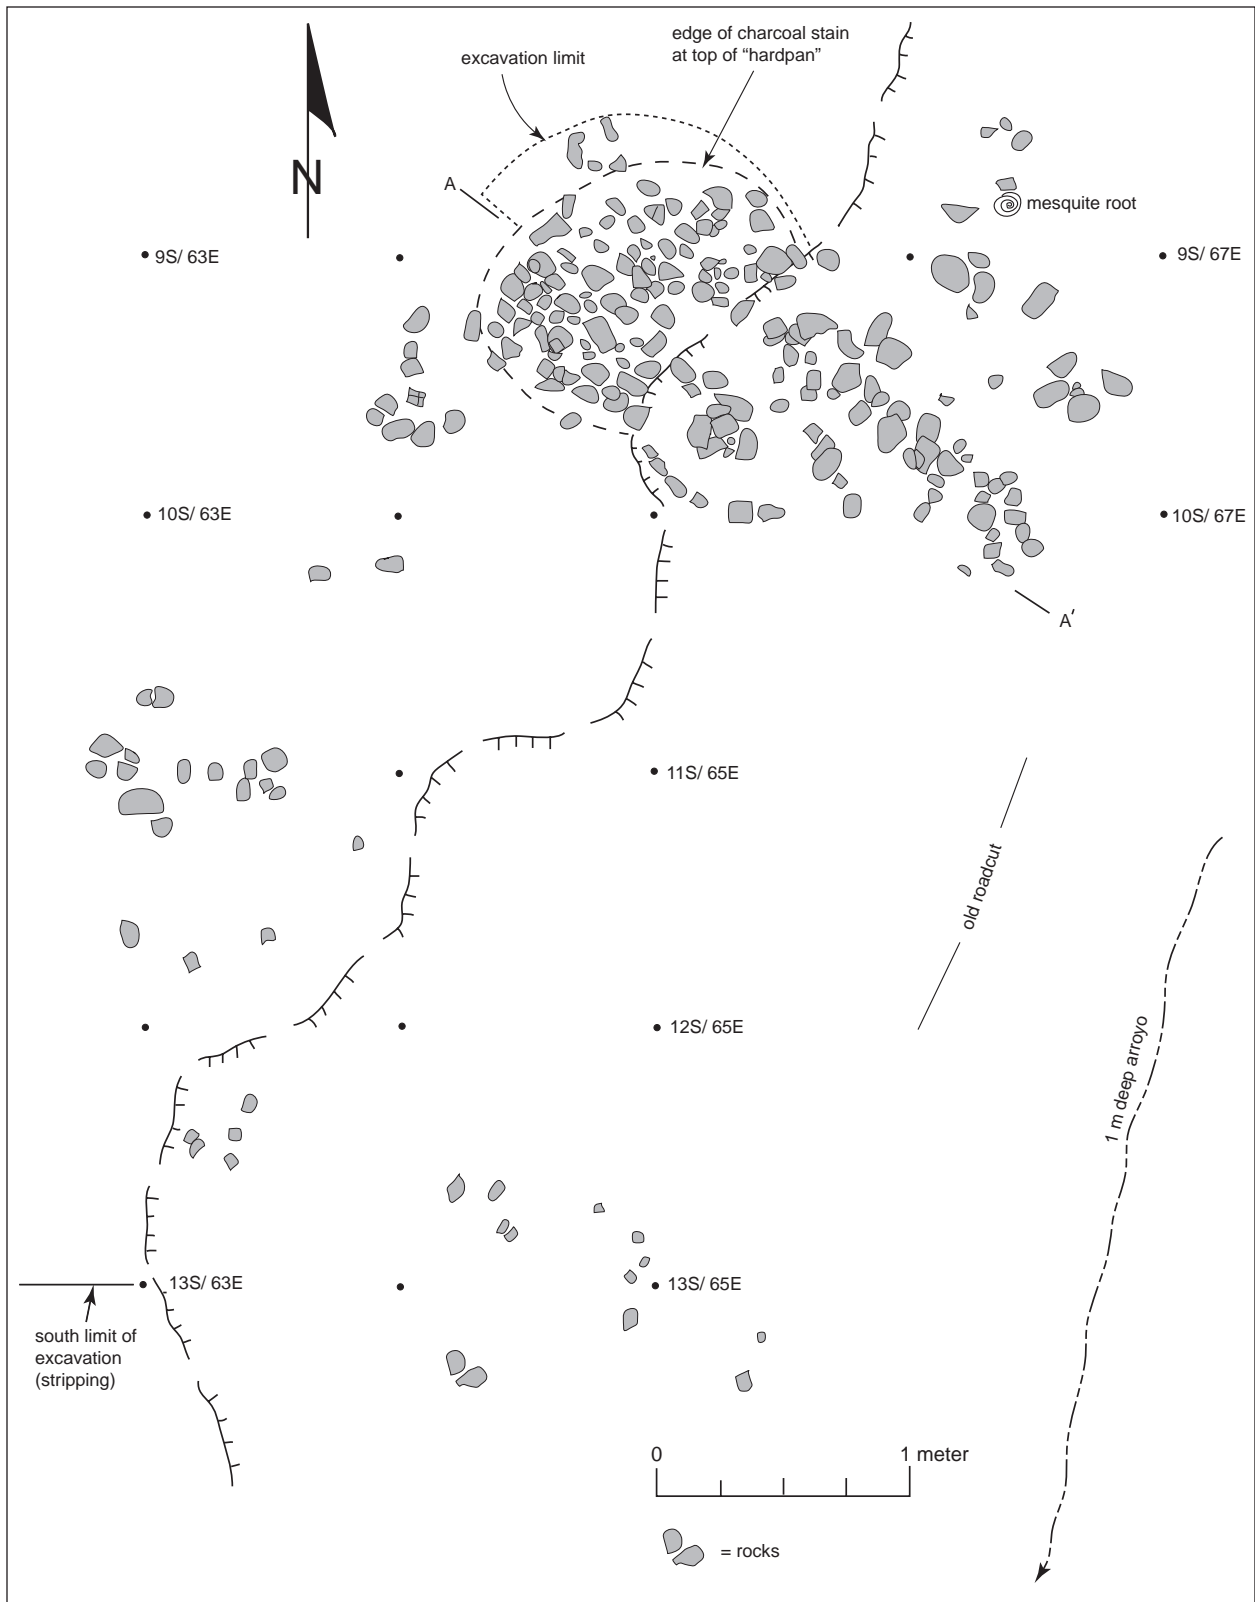 edge of charcoal stain
at top of “hardpan”
excavation limit
N
A
mesquite root
9S/ 63E
9S/ 67E
10S/ 63E
10S/ 67E
A′
11S/ 65E
old roadcut
12S/ 65E
1 m deep arroyo
13S/ 63E
13S/ 65E
south limit of
excavation
(stripping)
0
1 meter
= rocks